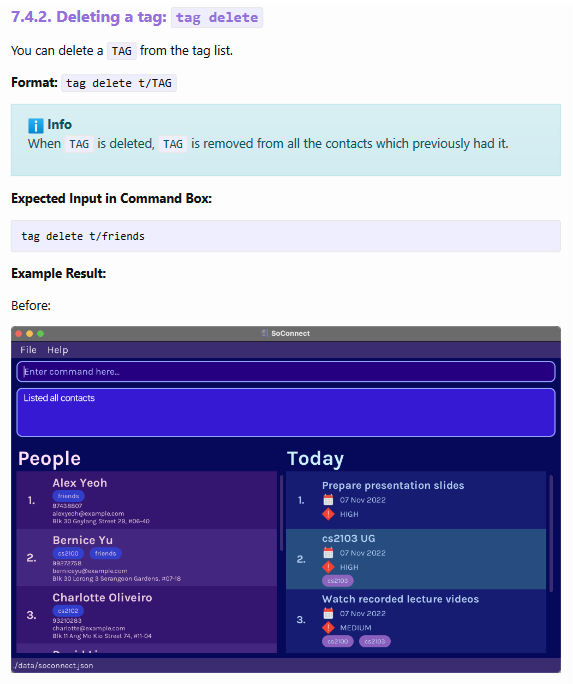 7.4.2. Deleting a tag: tag delete
You can delete a TAG from the tag list.
Format: tag delete t/TAG
Info
When TAG is deleted, TAG is removed from all the contacts which previously had it.
Expected Input in Command Box:
tag delete t/friends
Example Result:
Before:
SoConnect
File Help
Enter command here...
Listed all contacts
People
1. Alex Yeoh
friends
87438807
alexyeoh@example.com
Blk 30 Geylang Street 29, #06-40
2. Bernice Yu
cs2100 friends
99272758
berniceyu@example.com
Blk 30 Lorong 3 Serangoon Gardens, #07-18
3. Charlotte Oliveiro
cs2102
93210283
charlotte@example.com
Blk 11 Ang Mo Kio Street 74, #11-04
Today
1. Prepare presentation slides
07 Nov 2022
HIGH
2. cs2103 UG
07 Nov 2022
HIGH
cs2103
3. Watch recorded lecture videos
07 Nov 2022
MEDIUM
cs2100 cs2103
/data/soconnect.json